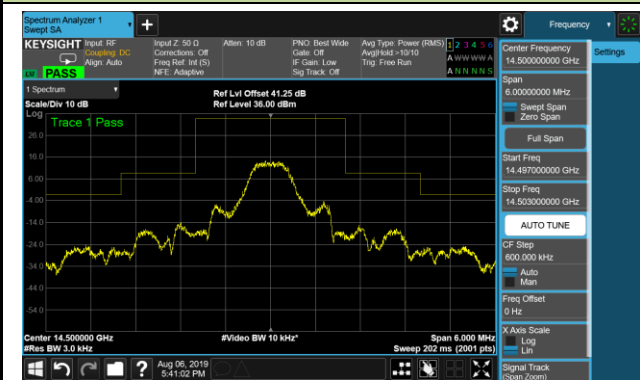 Spectrum Analyzer 1
Swept SA
+
Frequency
KEYSIGHT
Input: RF
Coupling: DC
Align: Auto
Input Z: 50 Ω
Corrections: Off
Freq Ref: Int (S)
NFE: Adaptive
Atten: 10 dB
PNO: Best Wide
Gate: Off
IF Gain: Low
Sig Track: Off
Avg Type: Power (RMS)
Avg|Hold:>10/10
Trig: Free Run
1 2 3 4 5 6
A W W W W A
A N N N N S
PASS
1 Spectrum
Scale/Div 10 dB
Ref Lvl Offset 41.25 dB
Ref Level 36.00 dBm
Log
Trace 1 Pass
26.0
16.0
6.00
-4.00
-14.0
-24.0
-34.0
-44.0
-54.0
Center 14.500000 GHz
#Res BW 3.0 kHz
#Video BW 10 kHz*
Span 6.000 MHz
Sweep 202 ms (2001 pts)
Aug 06, 2019
5:41:02 PM
?
Center Frequency
14.500000000 GHz
Settings
Span
6.00000000 MHz
Swept Span
Zero Span
Full Span
Start Freq
14.497000000 GHz
Stop Freq
14.503000000 GHz
AUTO TUNE
CF Step
600.000 kHz
Auto
Man
Freq Offset
0 Hz
X Axis Scale
Log
Lin
Signal Track
(Span Zoom)